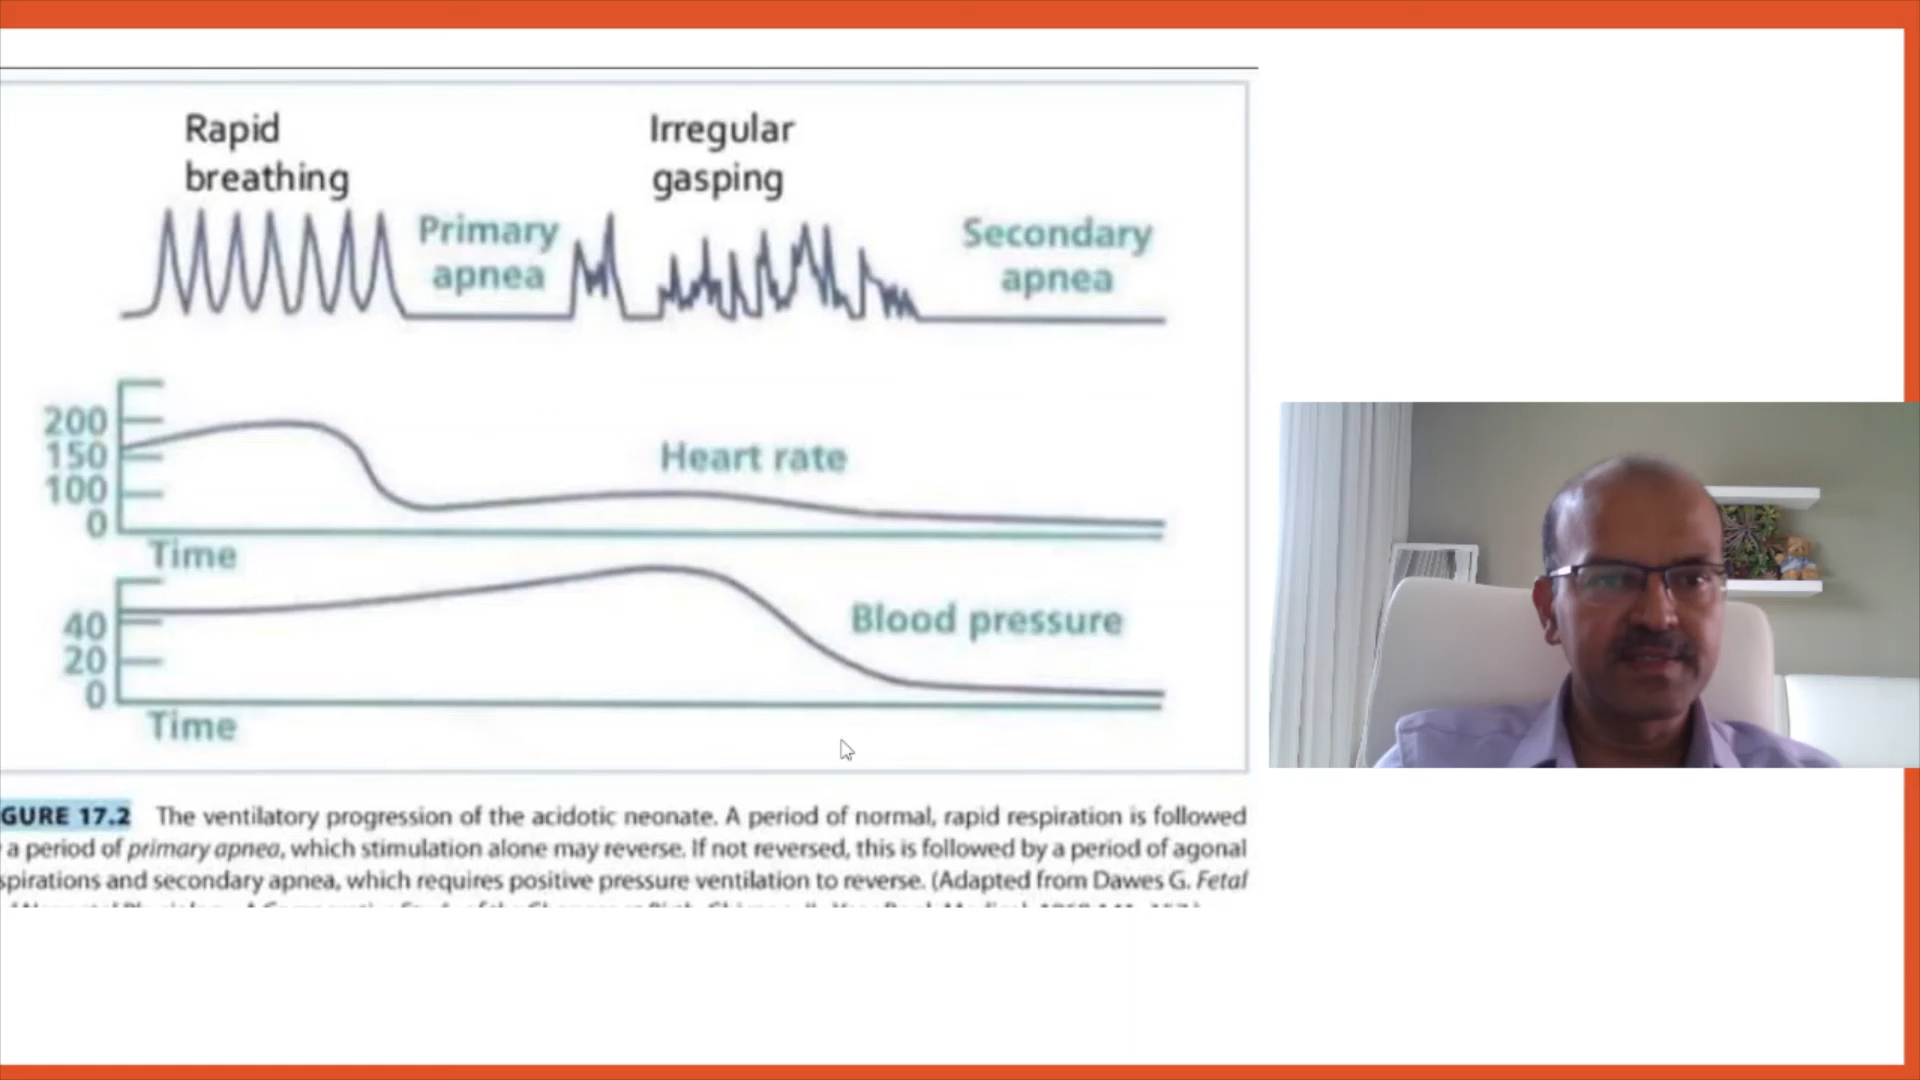 Rapid
breathing
Irregular
gasping
Primary
apnea
Secondary
apnea
200
150
100
0
Heart rate
Time
40
20
0
Blood pressure
Time
GURE 17.2 The ventilatory progression of the acidotic neonate. A period of normal, rapid respiration is followed
a period of primary apnea, which stimulation alone may reverse. If not reversed, this is followed by a period of agonal
spirations and secondary apnea, which requires positive pressure ventilation to reverse. (Adapted from Dawes G. Fetal